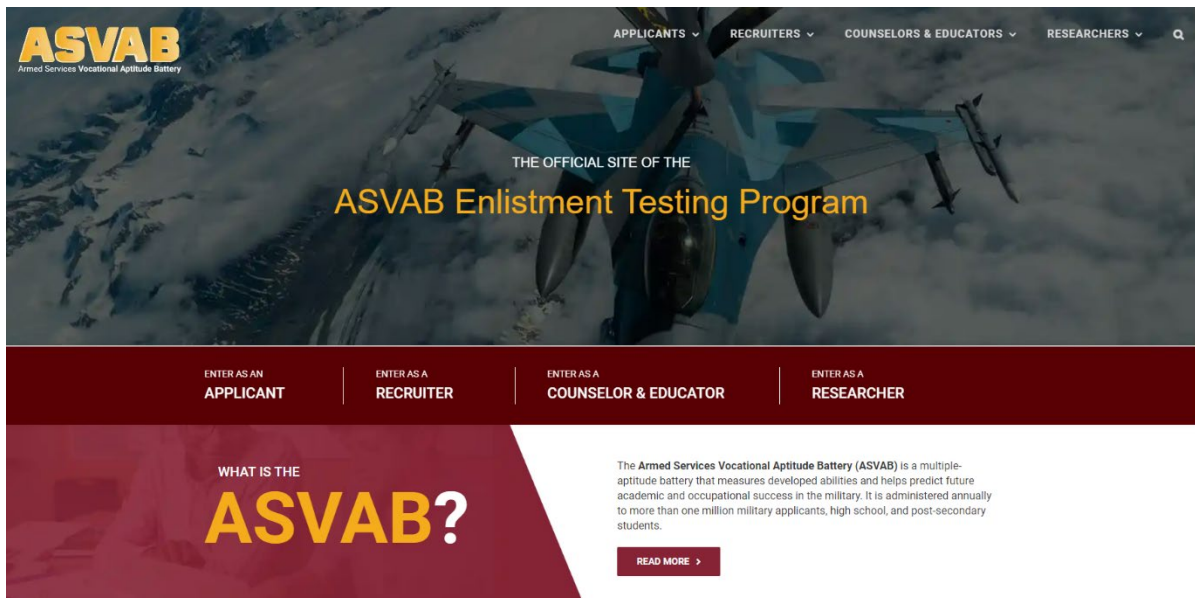 ASVAB
Armed Services Vocational Aptitude Battery
APPLICANTS
RECRUITERS
COUNSELORS & EDUCATORS
RESEARCHERS
THE OFFICIAL SITE OF THE
ASVAB Enlistment Testing Program
ENTER AS AN
APPLICANT
ENTER AS A
RECRUITER
ENTER AS A
COUNSELOR & EDUCATOR
ENTER AS A
RESEARCHER
WHAT IS THE
ASVAB?
The Armed Services Vocational Aptitude Battery (ASVAB) is a multiple-
aptitude battery that measures developed abilities and helps predict future
academic and occupational success in the military. It is administered annually
to more than one million military applicants, high school, and post-secondary
students.
READ MORE >